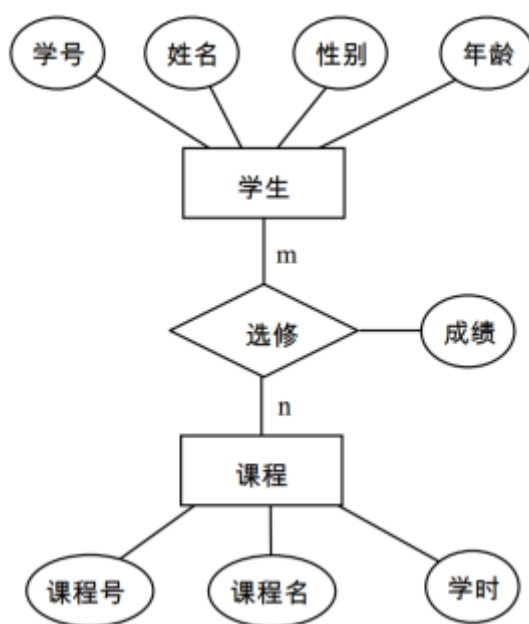 学号 姓名 性别 年龄
学生
m
选修 成绩
n
课程
课程号 课程名 学时